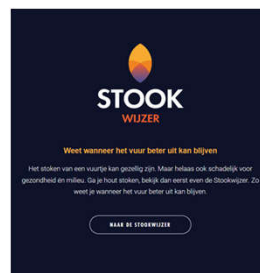 STOOK
WIJZER
Weet wanneer het vuur beter uit kan blijven
Het stoken van een vuurtje kan gezellig zijn. Maar helaas ook schadelijk voor
gezondheid én milieu. Ga je hout stoken, bekijk dan eerst even de Stookwijzer. Zo
weet je wanneer het vuur beter uit kan blijven.
NAAR DE STOOKWIJZER